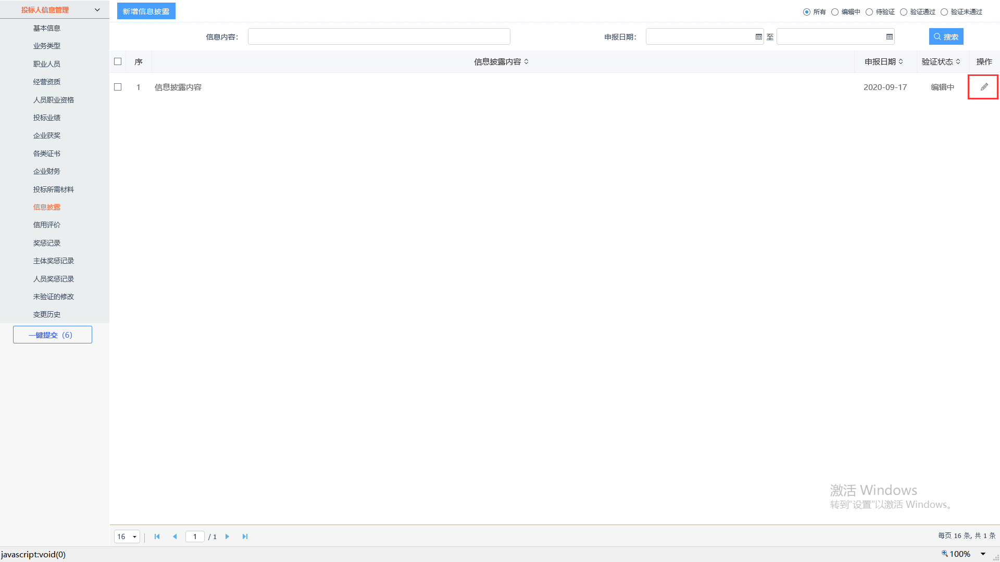 投标人信息管理
基本信息
业务类型
职业人员
经营资质
人员职业资格
投标业绩
企业获奖
各类证书
企业财务
投标所需材料
信息披露
信用评价
奖惩记录
主体奖惩记录
人员奖惩记录
未验证的修改
变更历史
一键提交（6）
新增信息披露
所有 编辑中 待验证 验证通过 验证未通过
信息内容： 申报日期： 至 搜索
序 信息披露内容 申报日期 验证状态 操作
1 信息披露内容 2020-09-17 编辑中
激活 Windows
转到“设置”以激活 Windows。
16 1 / 1 每页 16 条, 共 1 条
javascript:void(0) 100%